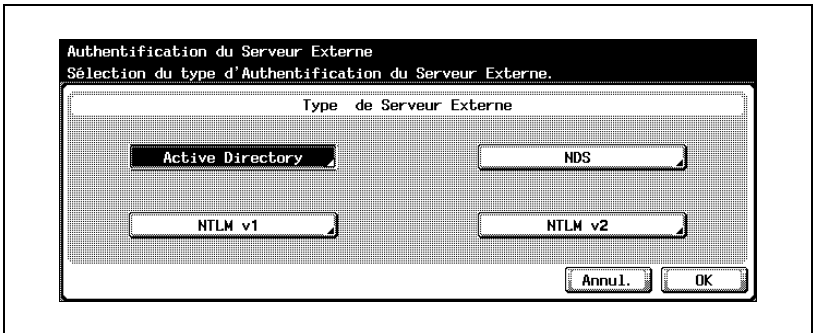 Authentification du Serveur Externe
Sélection du type d'Authentification du Serveur Externe.
Type de Serveur Externe
Active Directory
NDS
NTLM v1
NTLM v2
Annul.
OK